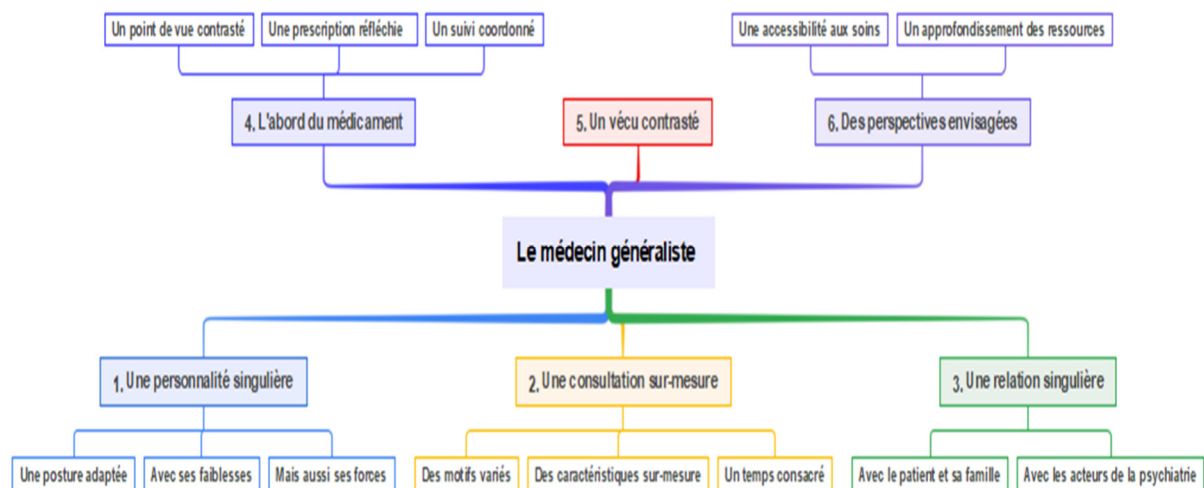 Un point de vue contrasté
Une prescription réfléchie
Un suivi coordonné
Une accessibilité aux soins
Un approfondissement des ressources
4. L'abord du médicament
5. Un vécu contrasté
6. Des perspectives envisagées
Le médecin généraliste
1. Une personnalité singulière
2. Une consultation sur-mesure
3. Une relation singulière
Une posture adaptée
Avec ses faiblesses
Mais aussi ses forces
Des motifs variés
Des caractéristiques sur-mesure
Un temps consacré
Avec le patient et sa famille
Avec les acteurs de la psychiatrie